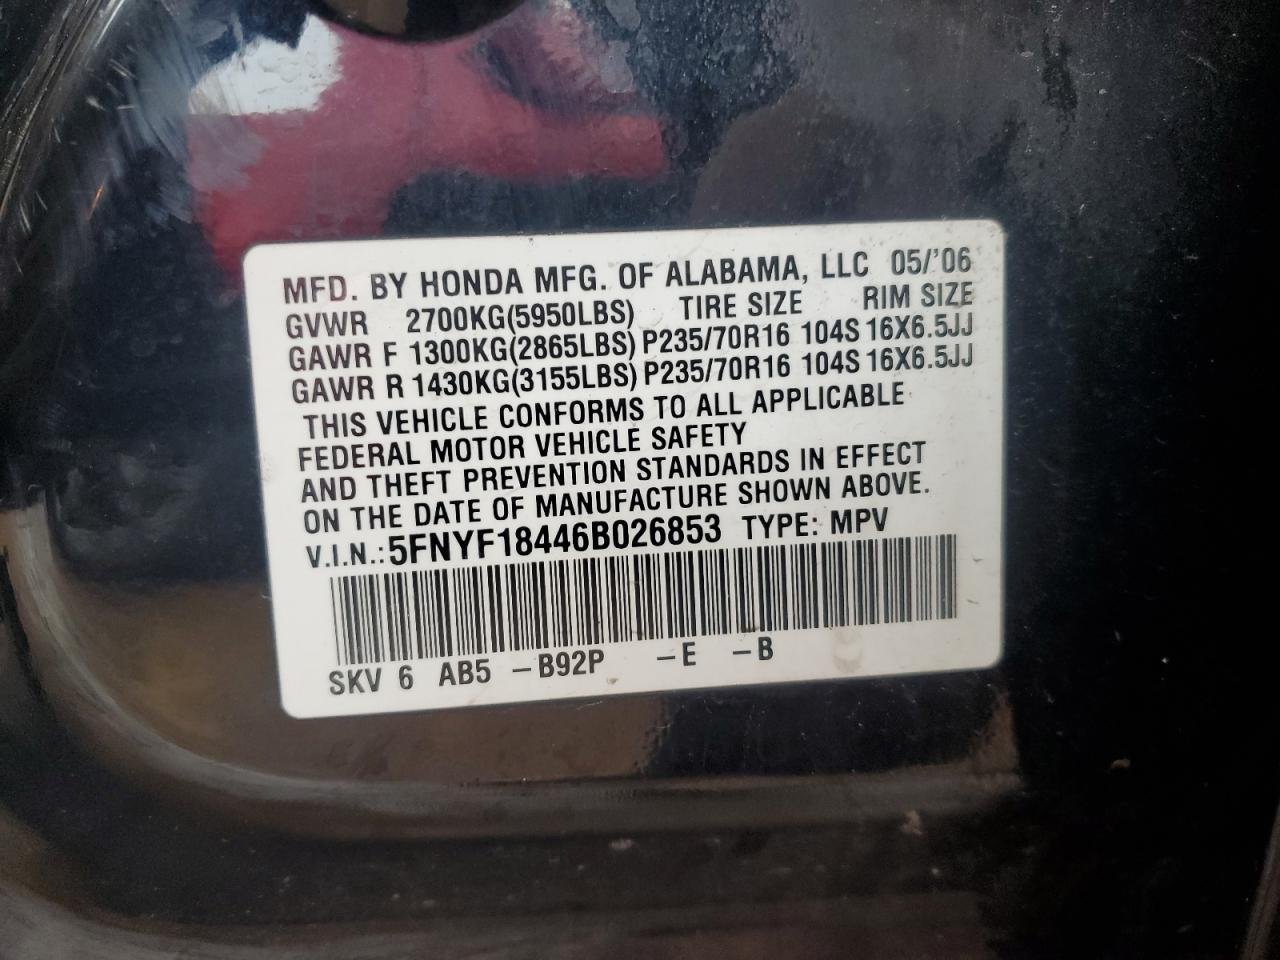 MFD. BY HONDA MFG. OF ALABAMA, LLC 05/'06
GVWR 2700KG(5950LBS) TIRE SIZE RIM SIZE
GAWR F 1300KG(2865LBS) P235/70R16 104S 16X6.5JJ
GAWR R 1430KG(3155LBS) P235/70R16 104S 16X6.5JJ
THIS VEHICLE CONFORMS TO ALL APPLICABLE
FEDERAL MOTOR VEHICLE SAFETY
AND THEFT PREVENTION STANDARDS IN EFFECT
ON THE DATE OF MANUFACTURE SHOWN ABOVE.
V.I.N.: 5FNYF18446B026853 TYPE: MPV
SKV 6 AB5 -B92P -E -B